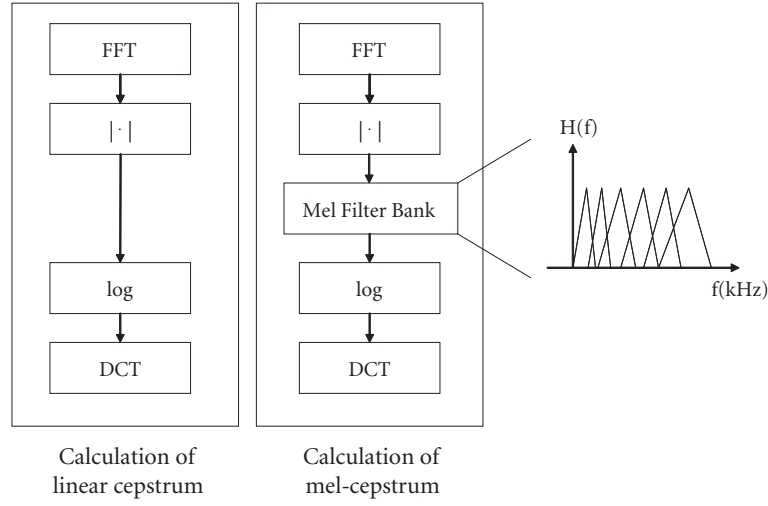 FFT
| · |
log
DCT
Calculation of
linear cepstrum
FFT
| · |
Mel Filter Bank
log
DCT
Calculation of
mel-cepstrum
H(f)
f(kHz)